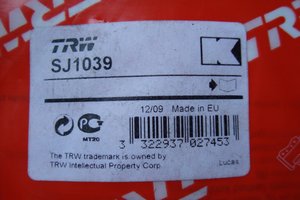 TRW
SJ1039
12/09 Made in EU
MT20
3 322937 027453
The TRW trademark is owned by
TRW Intellectual Property Corp.
Lucas
TRW